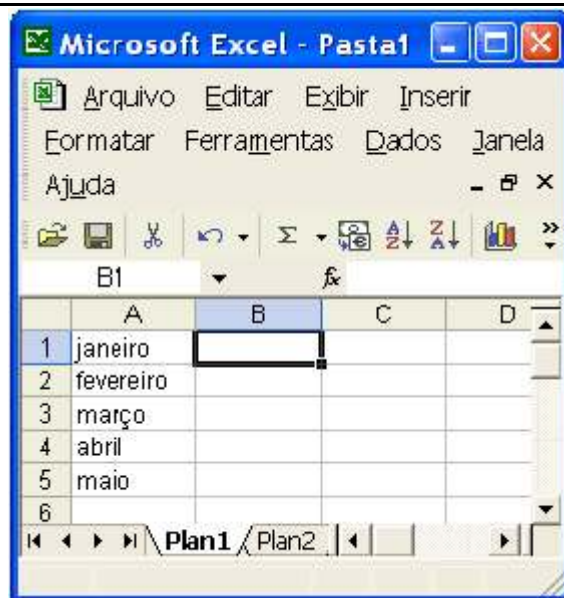 Microsoft Excel - Pasta1
Arquivo Editar Exibir Inserir
Formatar Ferramentas Dados Janela
Ajuda
B1 fx
A B C D
1 janeiro
2 fevereiro
3 março
4 abril
5 maio
6
Plan1 Plan2